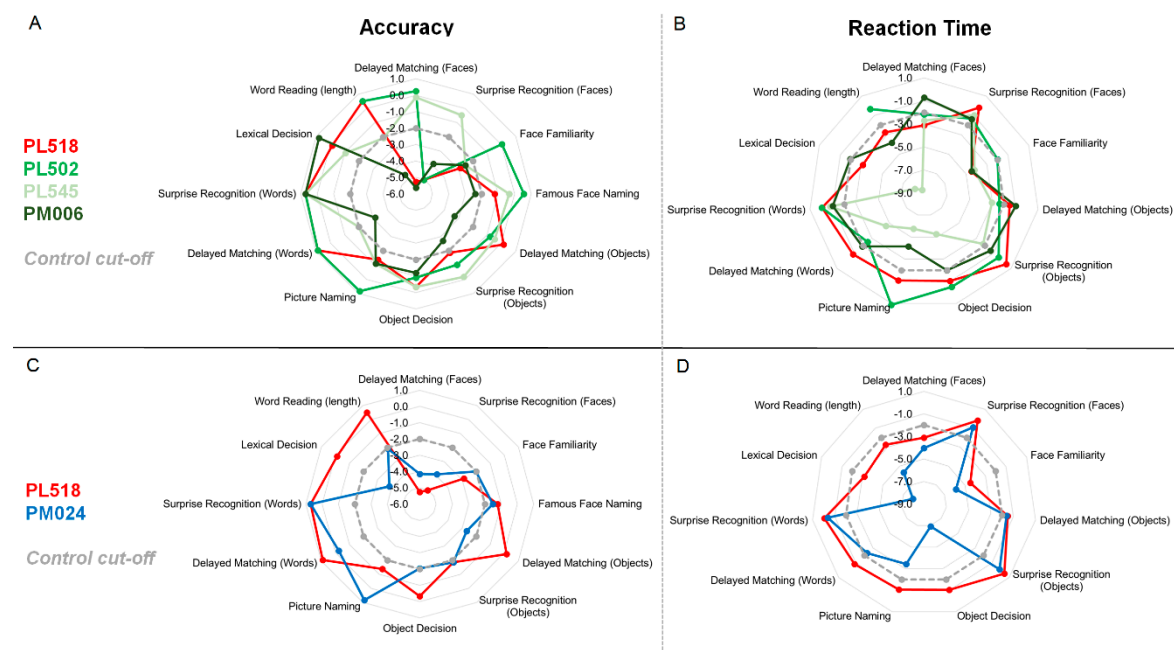 A
Accuracy
Delayed Matching (Faces)
Surprise Recognition (Faces)
Face Familiarity
Famous Face Naming
Delayed Matching (Objects)
Surprise Recognition
(Objects)
Object Decision
Picture Naming
Delayed Matching (Words)
Surprise Recognition (Words)
Lexical Decision
Word Reading (length)
1.0
0.0
-1.0
-2.0
-3.0
-4.0
-5.0
-6.0
PL518
PL502
PL545
PM006
Control cut-off
B
Reaction Time
Delayed Matching (Faces)
Surprise Recognition (Faces)
Face Familiarity
Delayed Matching (Objects)
Surprise Recognition
(Objects)
Object Decision
Picture Naming
Delayed Matching (Words)
Surprise Recognition (Words)
Lexical Decision
Word Reading (length)
1.0
-1.0
-3.0
-5.0
-7.0
-9.0
C
Delayed Matching (Faces)
Surprise Recognition (Faces)
Face Familiarity
Famous Face Naming
Delayed Matching (Objects)
Surprise Recognition
(Objects)
Object Decision
Picture Naming
Delayed Matching (Words)
Surprise Recognition (Words)
Lexical Decision
Word Reading (length)
1.0
0.0
-1.0
-2.0
-3.0
-4.0
-5.0
-6.0
PL518
PM024
Control cut-off
D
Delayed Matching (Faces)
Surprise Recognition (Faces)
Face Familiarity
Delayed Matching (Objects)
Surprise Recognition
(Objects)
Object Decision
Picture Naming
Delayed Matching (Words)
Surprise Recognition (Words)
Lexical Decision
Word Reading (length)
1.0
-1.0
-3.0
-5.0
-7.0
-9.0